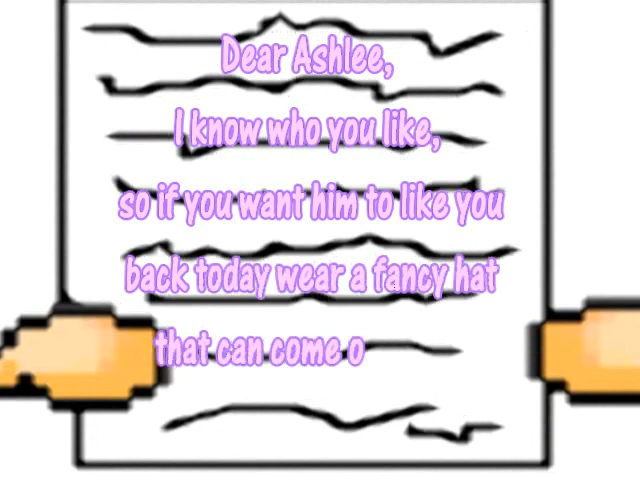 Dear Ashlee,
I know who you like,
so if you want him to like you
back today wear a fancy hat
that can come o